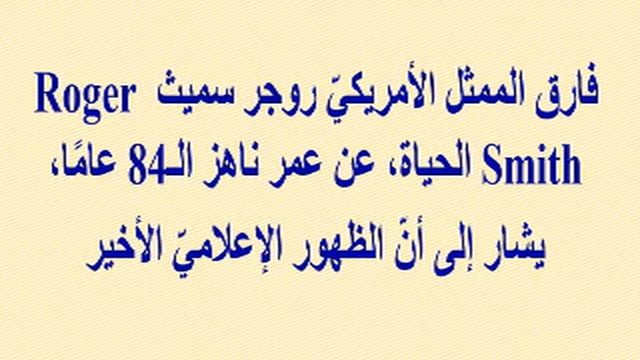 فارق الممثل الأمريكيّ روجر سميث Roger
Smith الحياة، عن عمر ناهز الـ84 عامًا،
يشار إلى أنّ الظهور الإعلاميّ الأخير